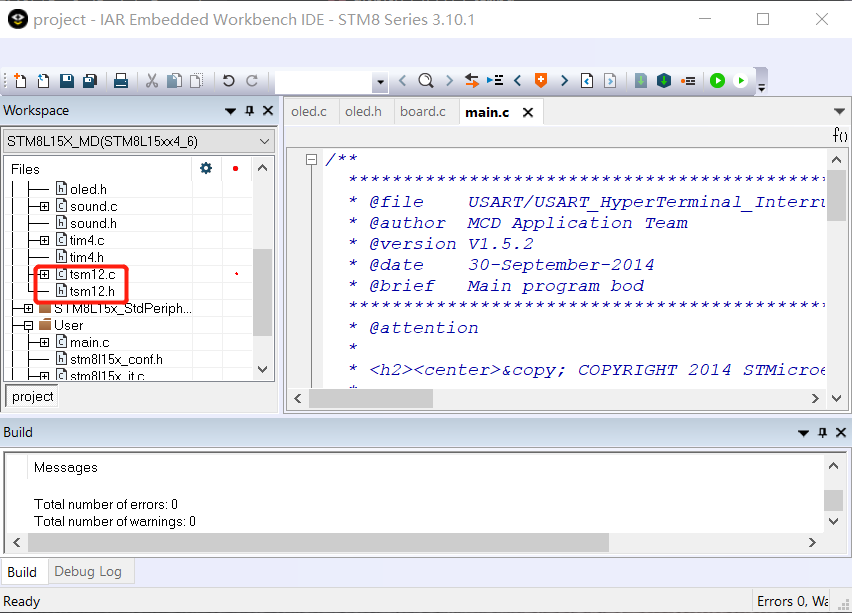 project - IAR Embedded Workbench IDE - STM8 Series 3.10.1
Workspace
oled.c oled.h board.c main.c
STM8L15X_MD(STM8L15xx4_6)
f()
Files
oled.h
sound.c
sound.h
tim4.c
tim4.h
tsm12.c
tsm12.h
STM8L15x_StdPeriph...
User
main.c
stm8l15x_conf.h
stm8l15x_it.c
project
/**
**********************************************
* @file USART/USART_HyperTerminal_Interru
* @author MCD Application Team
* @version V1.5.2
* @date 30-September-2014
* @brief Main program bod
**********************************************
* @attention
*
* <h2><center>&copy; COPYRIGHT 2014 STMicroe
*
Build
Messages
Total number of errors: 0
Total number of warnings: 0
Build Debug Log
Ready
Errors 0, Wa